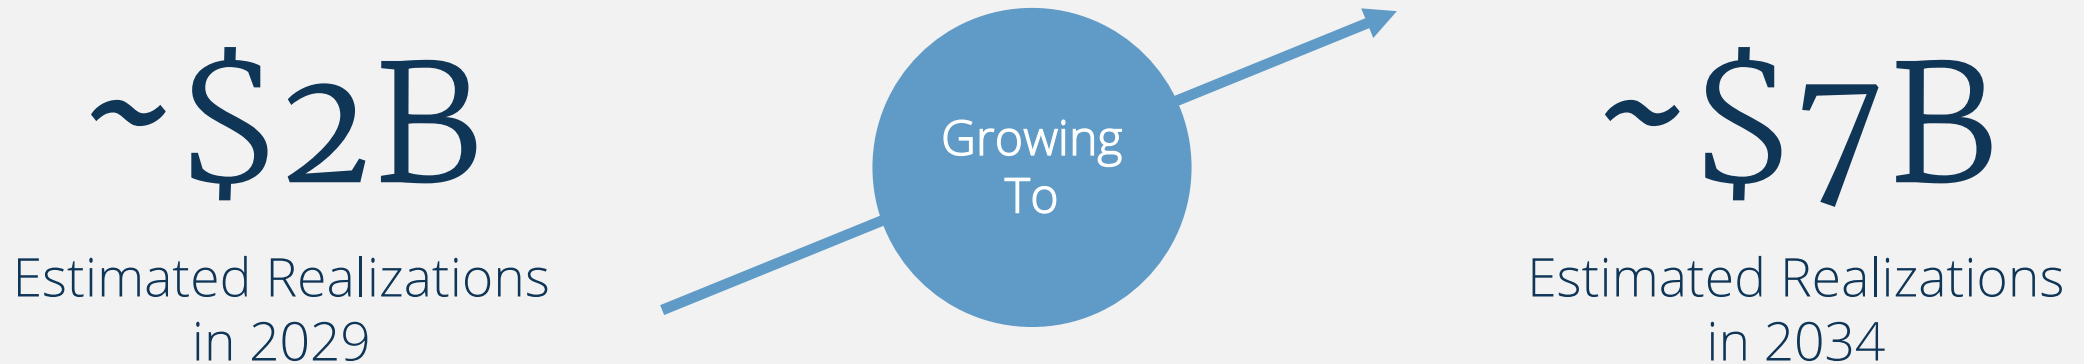 ~$2B
Estimated Realizations
in 2029
Growing
To
~$7B
Estimated Realizations
in 2034